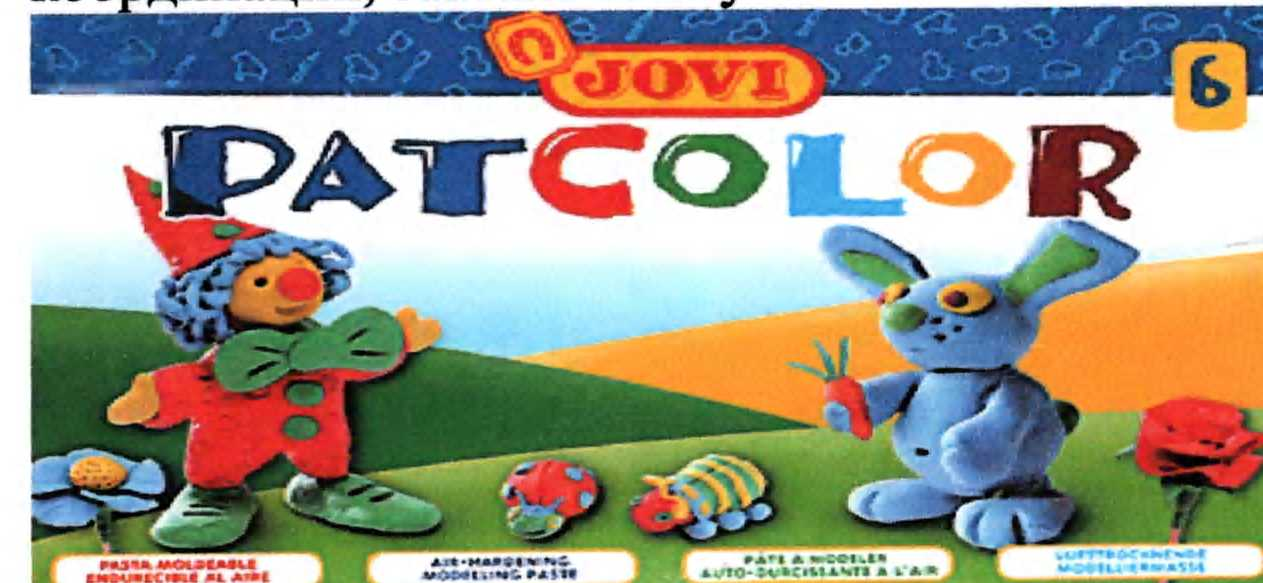 JOVI
6
PATCOLOR
PASTA MOLDEABLE
ENDURECIBLE AL AIRE
AIR-HARDENING
MODELLING PASTE
PÂTE A MODELER
AUTO-DURCISSANTE A L'AIR
LUFTTROCKNENDE
MODELLIERMASSE